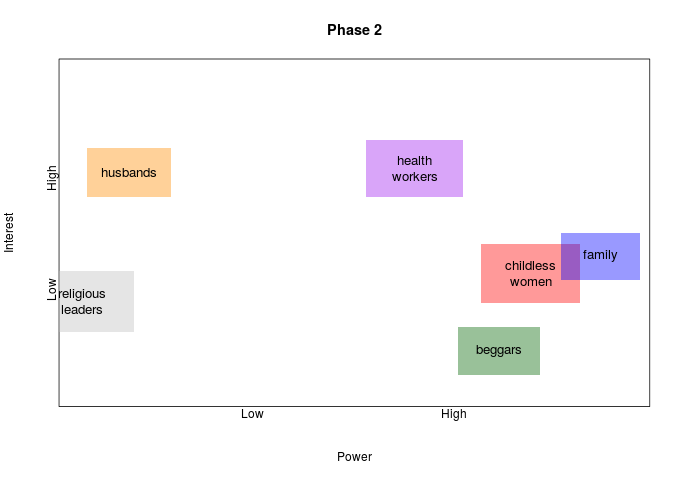 Phase 2
husbands
health
workers
family
childless
women
religious
leaders
beggars
High
Low
Interest
Low
High
Power